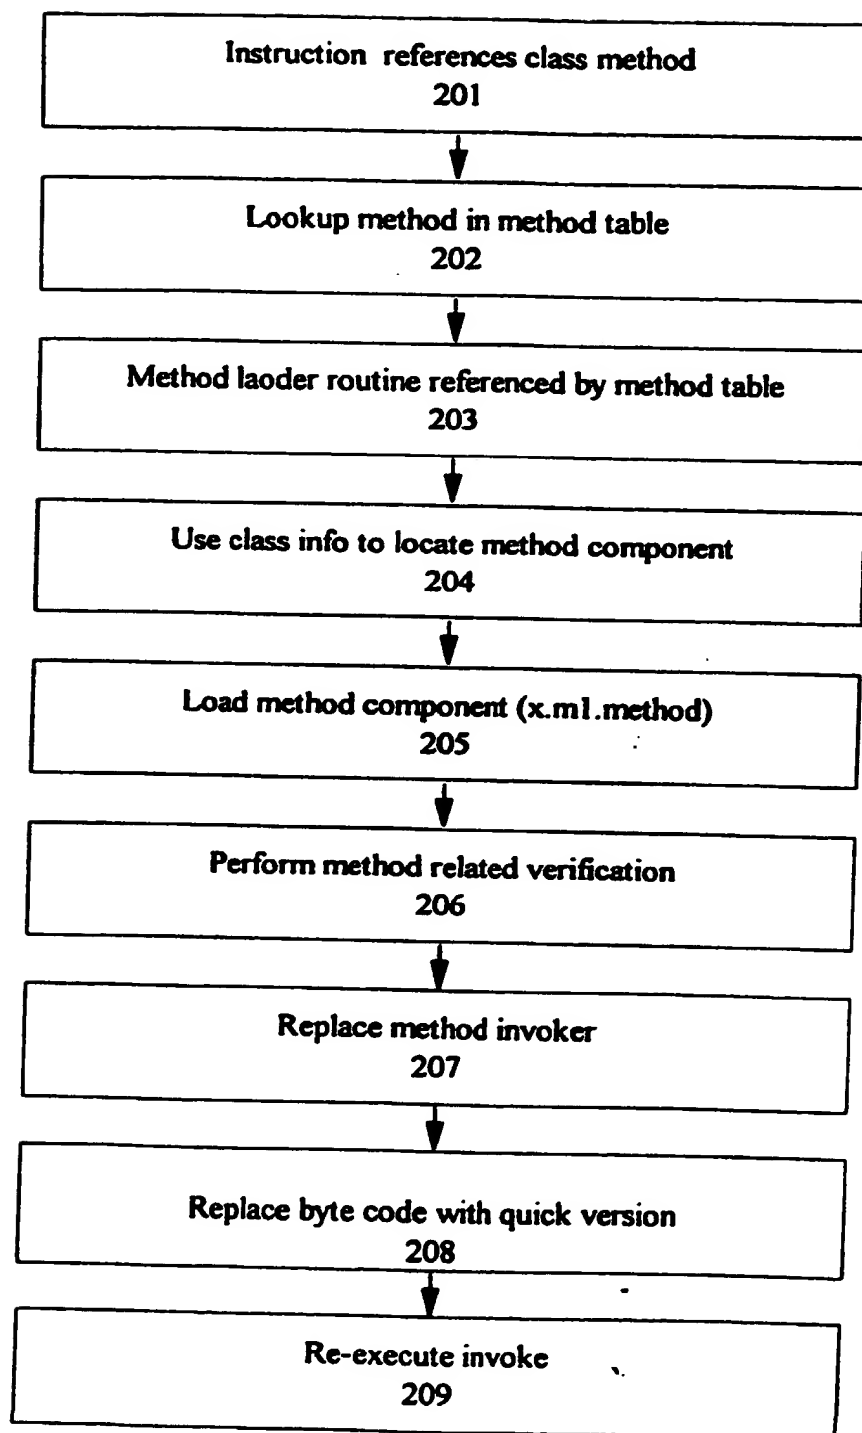 Instruction references class method
201
Lookup method in method table
202
Method laoder routine referenced by method table
203
Use class info to locate method component
204
Load method component (x.m1.method)
205
Perform method related verification
206
Replace method invoker
207
Replace byte code with quick version
208
Re-execute invoke
209